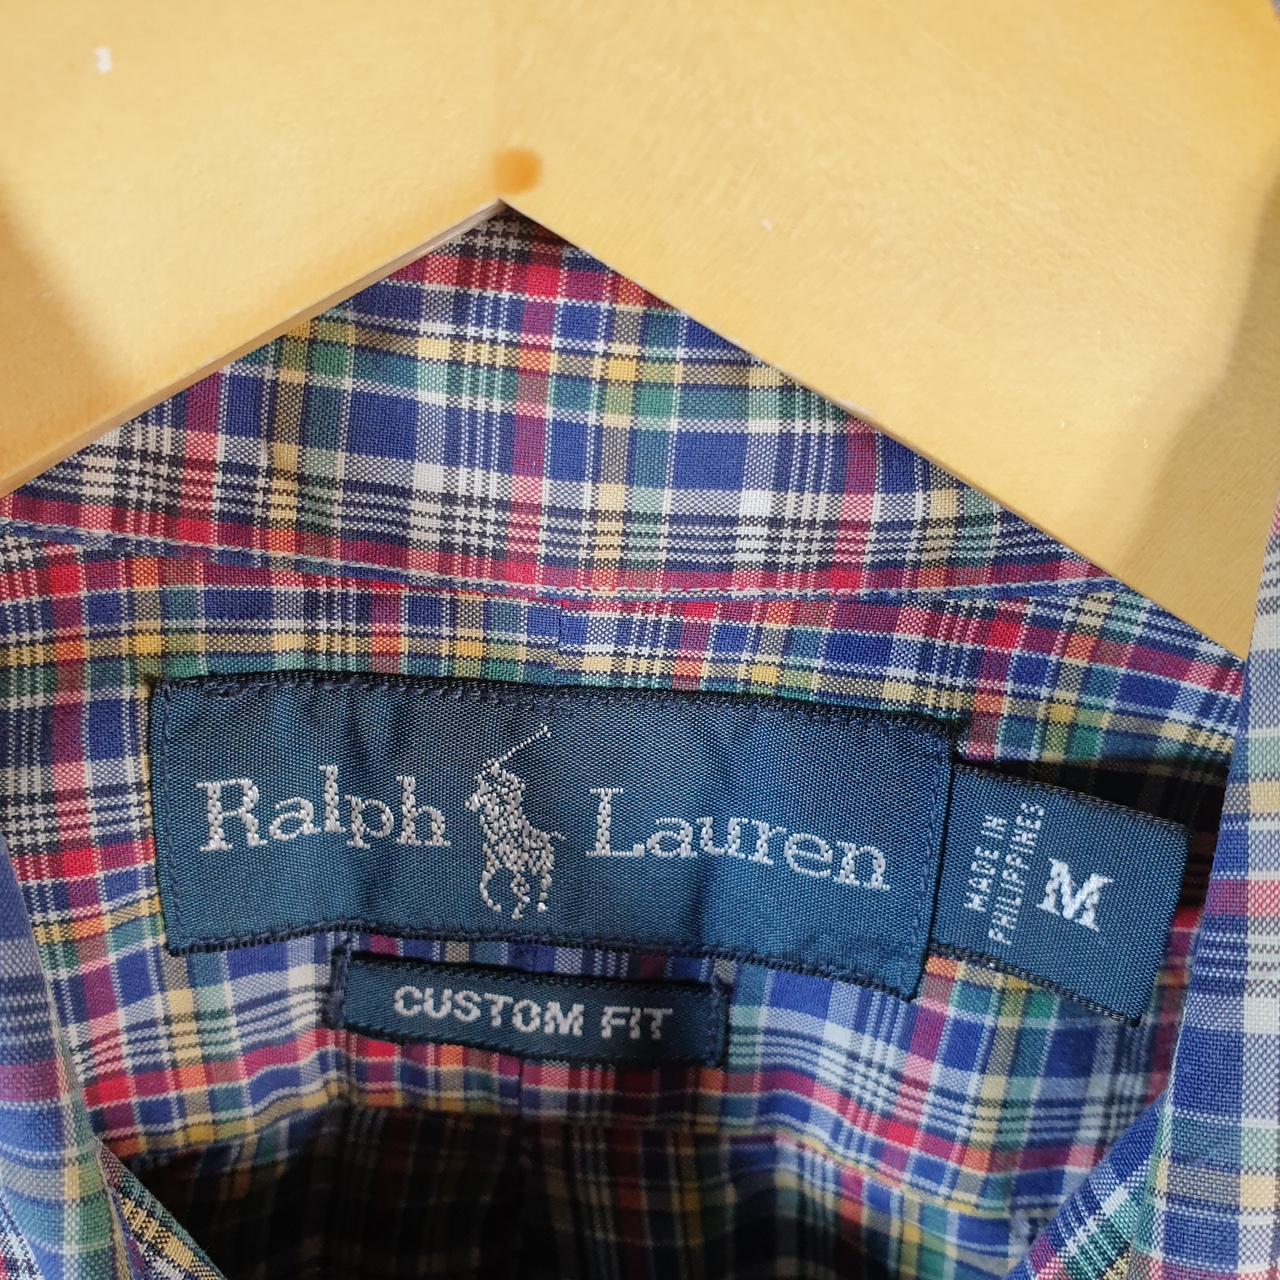 Ralph Lauren
MADE IN
PHILIPPINES
M
CUSTOM FIT